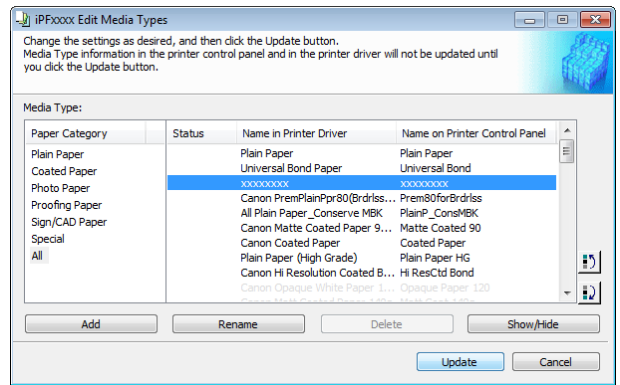 iPFxxxx Edit Media Types
Change the settings as desired, and then click the Update button.
Media Type information in the printer control panel and in the printer driver will not be updated until
you click the Update button.
Media Type:
Paper Category Status Name in Printer Driver Name on Printer Control Panel
Plain Paper
Coated Paper
Photo Paper
Proofing Paper
Sign/CAD Paper
Special
All
Plain Paper Plain Paper
Universal Bond Paper Universal Bond
xxxxxxxx xxxxxxxx
Canon PremPlainPpr80(Brdrlss... Prem80forBrdrlss
All Plain Paper_Conserve MBK PlainP_ConsMBK
Canon Matte Coated Paper 9... Matte Coated 90
Canon Coated Paper Coated Paper
Plain Paper (High Grade) Plain Paper HG
Canon Hi Resolution Coated B... Hi ResCtd Bond
Canon Opaque White Paper 1... Opaque Paper 120
Add Rename Delete Show/Hide
Update Cancel